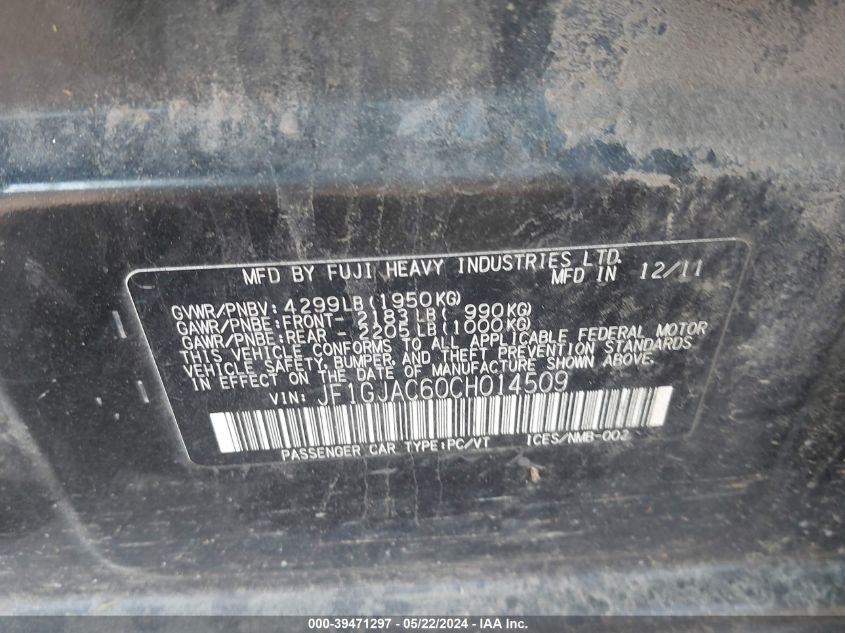 MFD BY FUJI HEAVY INDUSTRIES LTD.
MFD IN 12/11
GVWR/PNBV: 4299LB (1950KG)
GAWR/PNBE: FRONT- 2183LB ( 990KG)
GAWR/PNBE: REAR - 2205LB (1000KG)
THIS VEHICLE CONFORMS TO ALL APPLICABLE FEDERAL MOTOR
VEHICLE SAFETY, BUMPER, AND THEFT PREVENTION STANDARDS
IN EFFECT ON THE DATE OF MANUFACTURE SHOWN ABOVE.
VIN: JF1GJAC60CH014509
PASSENGER CAR TYPE:PC/VT ICES/NMB-002
000-39471297 - 05/22/2024 - IAA Inc.